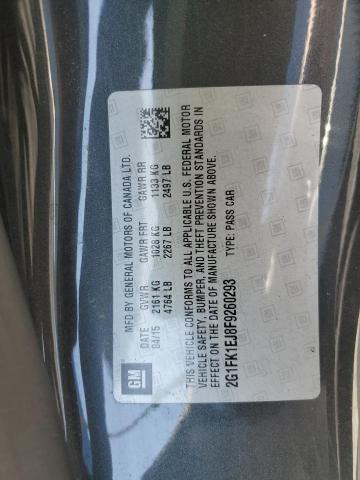 MFD BY GENERAL MOTORS OF CANADA LTD.
DATE GVWR GAWR FRT GAWR RR
04/15 2161 KG 1028 KG 1133 KG
4764 LB 2267 LB 2497 LB
GM
THIS VEHICLE CONFORMS TO ALL APPLICABLE U.S. FEDERAL MOTOR
VEHICLE SAFETY, BUMPER, AND THEFT PREVENTION STANDARDS IN
EFFECT ON THE DATE OF MANUFACTURE SHOWN ABOVE.
2G1FK1EJ8F9260293 TYPE: PASS CAR